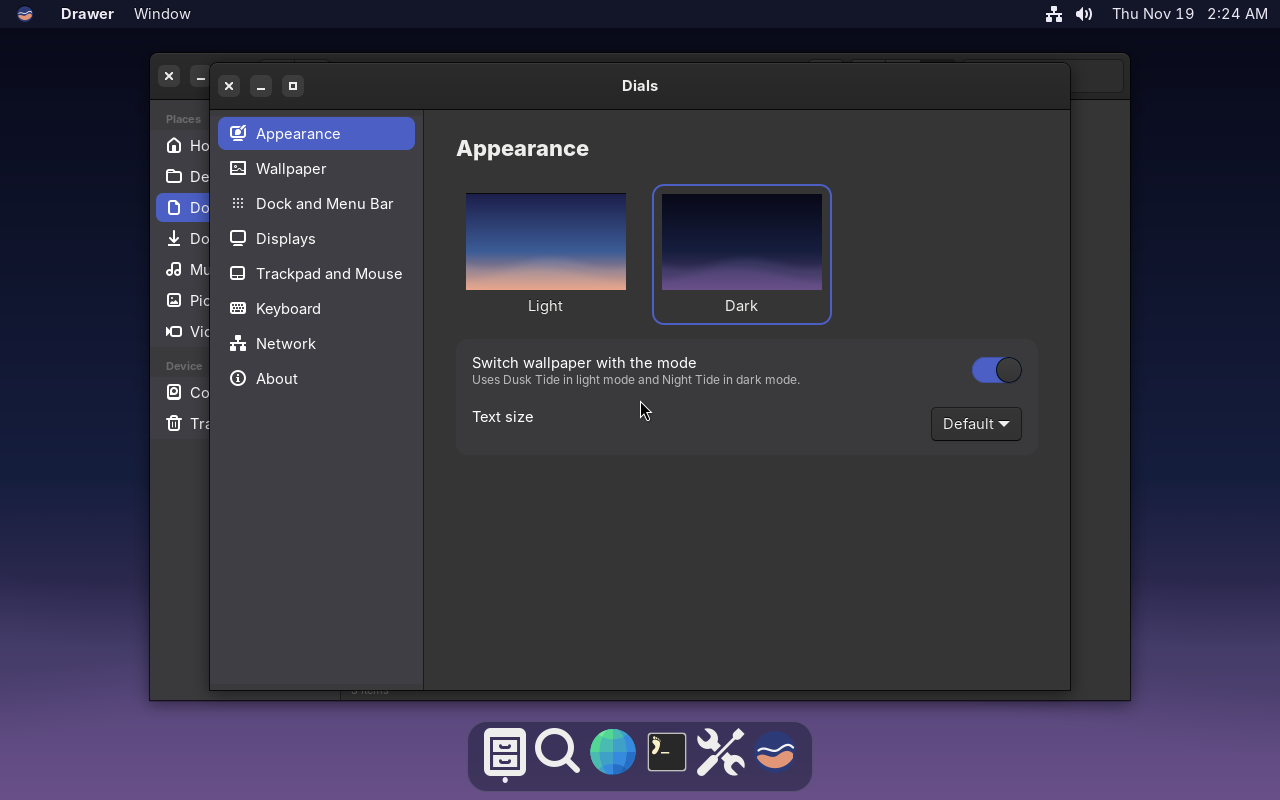 Drawer Window Thu Nov 19 2:24 AM
Dials
Places
Appearance
Wallpaper
Dock and Menu Bar
Displays
Trackpad and Mouse
Keyboard
Network
About
Device
Appearance
Light Dark
Switch wallpaper with the mode
Uses Dusk Tide in light mode and Night Tide in dark mode.
Text size Default